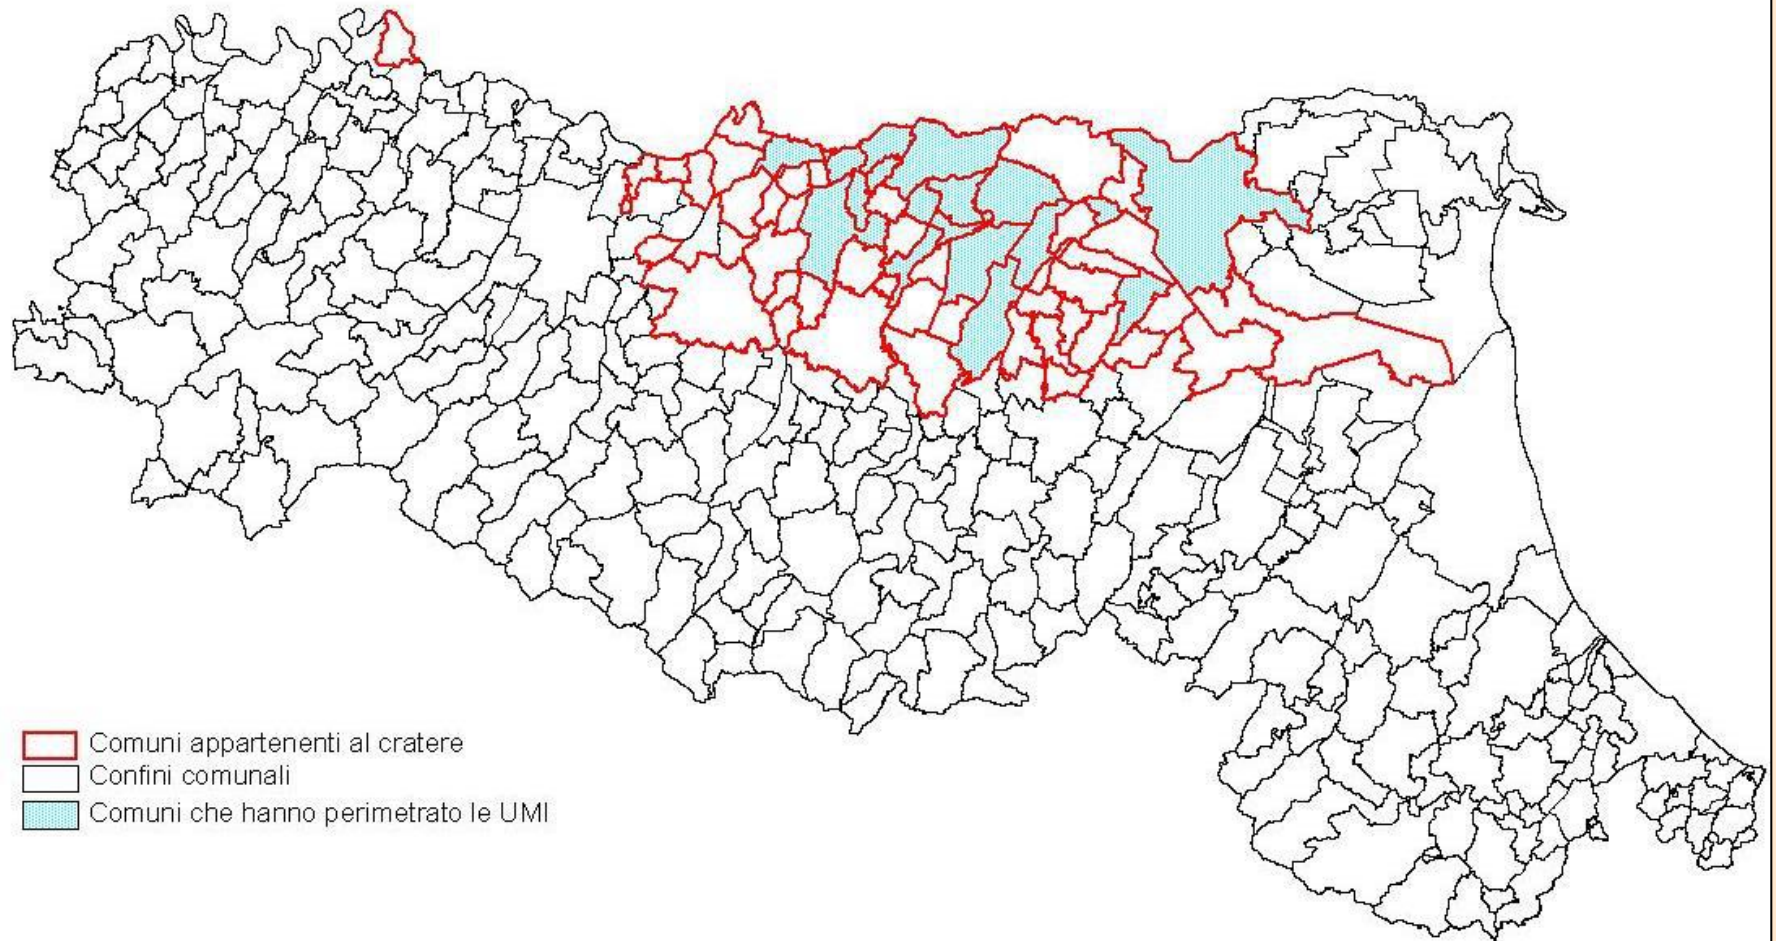 Comuni appartenenti al cratere
Confini comunali
Comuni che hanno perimetrato le UMI